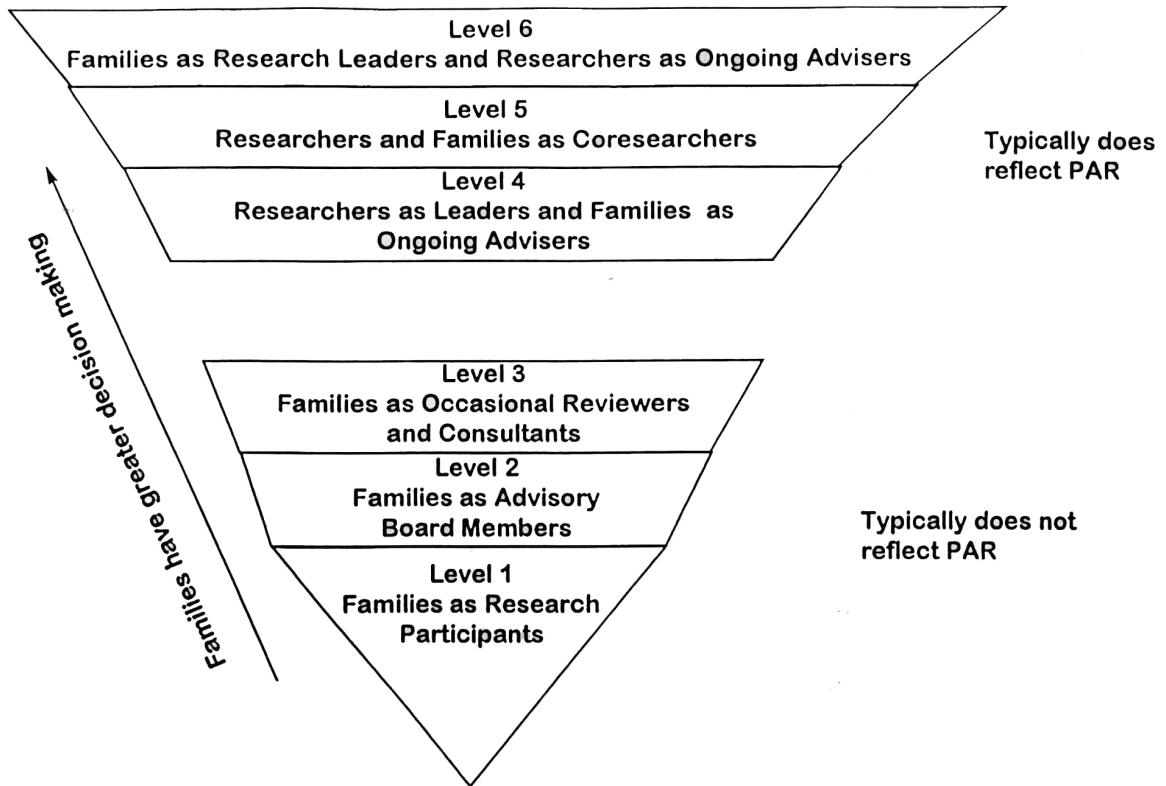 Level 6
Families as Research Leaders and Researchers as Ongoing Advisers
Level 5
Researchers and Families as Coresearchers
Level 4
Researchers as Leaders and Families as
Ongoing Advisers
Typically does
reflect PAR
Families have greater decision making
Level 3
Families as Occasional Reviewers
and Consultants
Level 2
Families as Advisory
Board Members
Level 1
Families as Research
Participants
Typically does not
reflect PAR